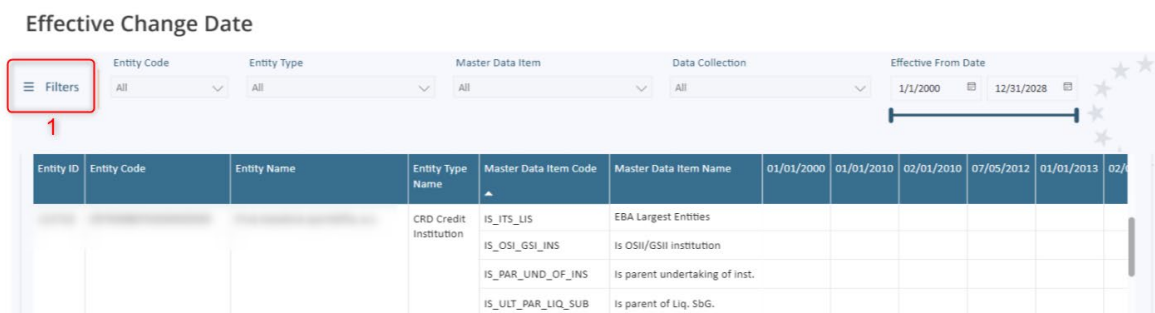 Effective Change Date
Entity Code Entity Type Master Data Item Data Collection Effective From Date
Filters All All All All 1/1/2000 12/31/2028
1
Entity ID Entity Code Entity Name Entity Type Name Master Data Item Code Master Data Item Name 01/01/2000 01/01/2010 02/01/2010 07/05/2012 01/01/2013 02/
CRD Credit Institution IS_ITS_LIS EBA Largest Entities
IS_OSI_GSI_INS Is OSII/GSII institution
IS_PAR_UND_OF_INS Is parent undertaking of inst.
IS_ULT_PAR_LIQ_SUB Is parent of Liq. SbG.